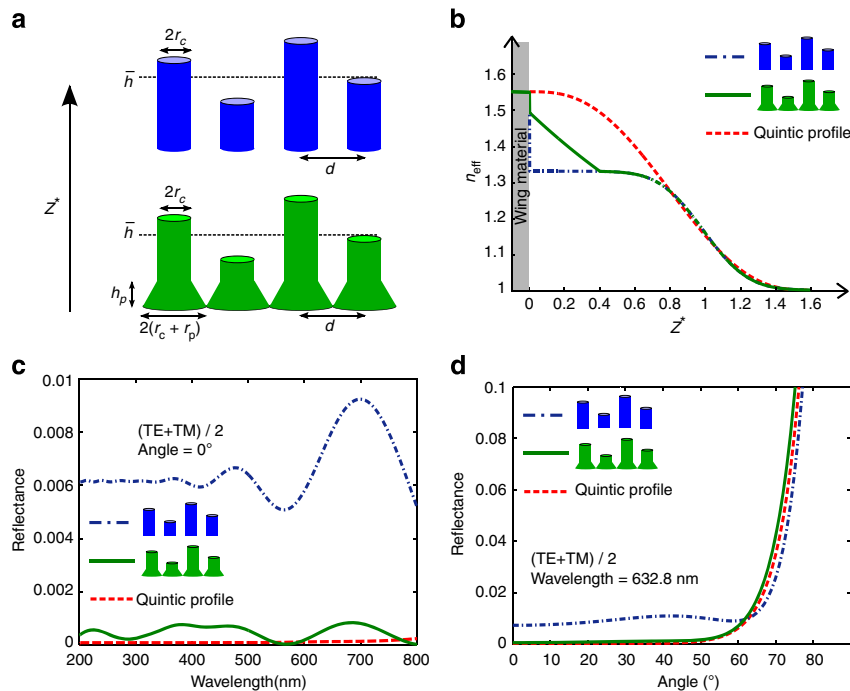 a
2r_c
h̅
d
z*
2r_c
h̅
h_p
2(r_c + r_p)
d
b
1.6
1.5
1.4
1.3
1.2
1.1
1
n_eff
Wing material
Quintic profile
0 0.2 0.4 0.6 0.8 1 1.2 1.4 1.6
z*
c
0.01
0.008
0.006
0.004
0.002
0
Reflectance
(TE+TM) / 2
Angle = 0°
Quintic profile
200 300 400 500 600 700 800
Wavelength(nm)
d
0.1
0.08
0.06
0.04
0.02
0
Reflectance
Quintic profile
(TE+TM) / 2
Wavelength = 632.8 nm
0 10 20 30 40 50 60 70 80
Angle (°)